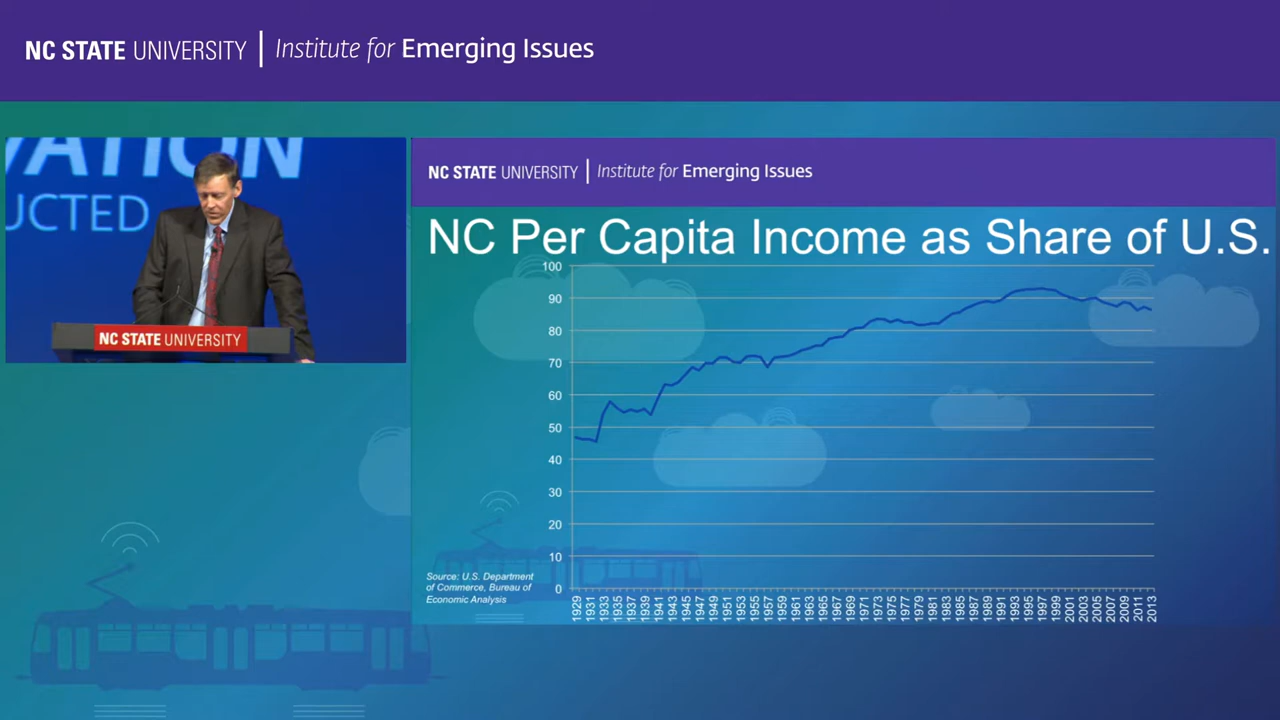 NC STATE UNIVERSITY | Institute for Emerging Issues
VATION
UCTED
NC STATE UNIVERSITY
NC STATE UNIVERSITY | Institute for Emerging Issues
NC Per Capita Income as Share of U.S.
100
90
80
70
60
50
40
30
20
10
0
1929 1931 1933 1935 1937 1939 1941 1943 1945 1947 1949 1951 1953 1955 1957 1959 1961 1963 1965 1967 1969 1971 1973 1975 1977 1979 1981 1983 1985 1987 1989 1991 1993 1995 1997 1999 2001 2003 2005 2007 2009 2011 2013
Source: U.S. Department
of Commerce, Bureau of
Economic Analysis